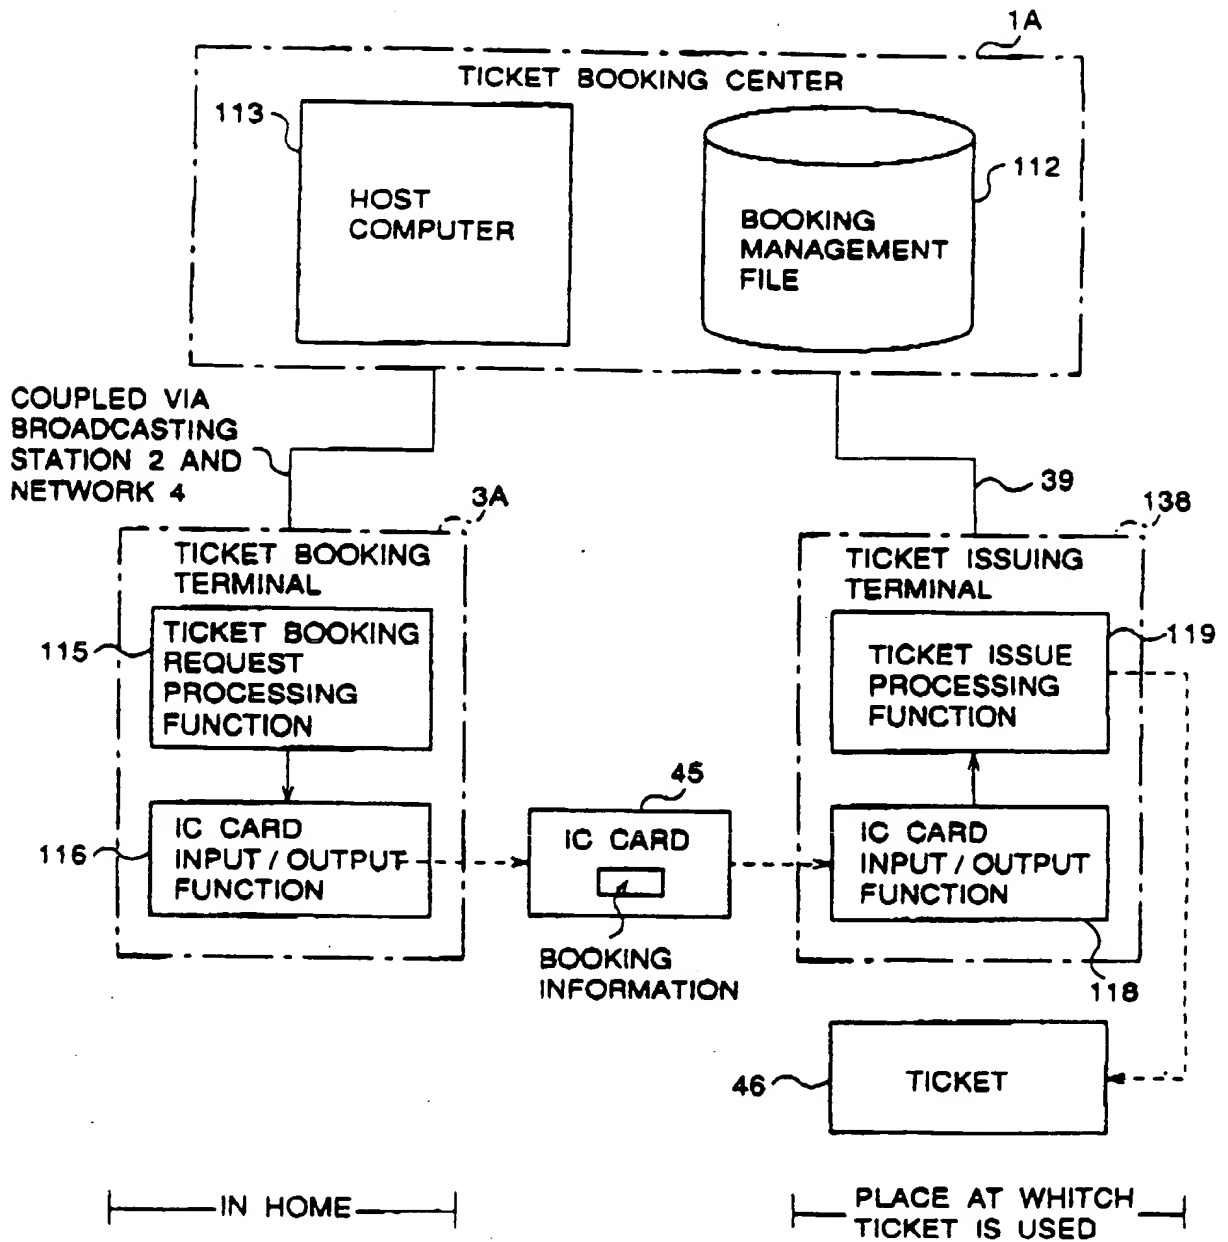 1A
TICKET BOOKING CENTER
113
HOST
COMPUTER
112
BOOKING
MANAGEMENT
FILE
COUPLED VIA
BROADCASTING
STATION 2 AND
NETWORK 4
39
3A
138
TICKET BOOKING
TERMINAL
TICKET ISSUING
TERMINAL
115
TICKET BOOKING
REQUEST
PROCESSING
FUNCTION
119
TICKET ISSUE
PROCESSING
FUNCTION
116
IC CARD
INPUT / OUTPUT
FUNCTION
45
IC CARD
BOOKING
INFORMATION
IC CARD
INPUT / OUTPUT
FUNCTION
118
46
TICKET
IN HOME
PLACE AT WHITCH
TICKET IS USED